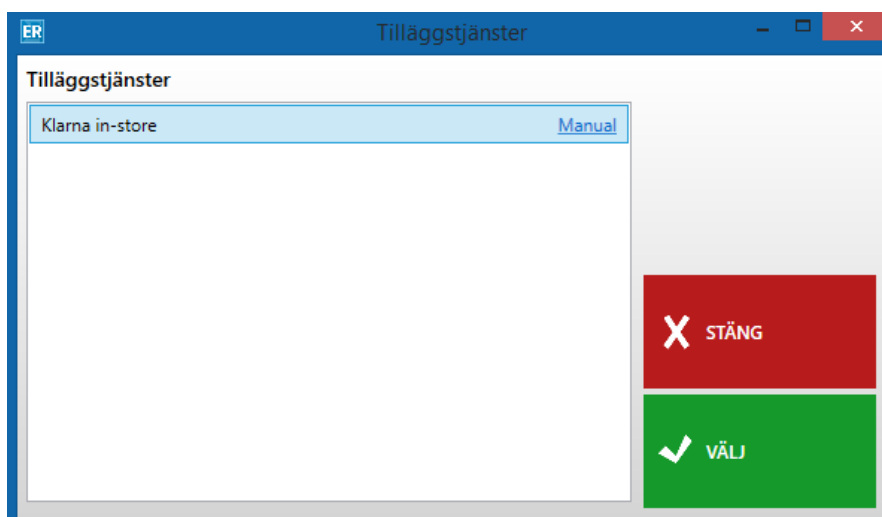 ER Tilläggstjänster
Tilläggstjänster
Klarna in-store Manual
STÄNG
VÄLJ